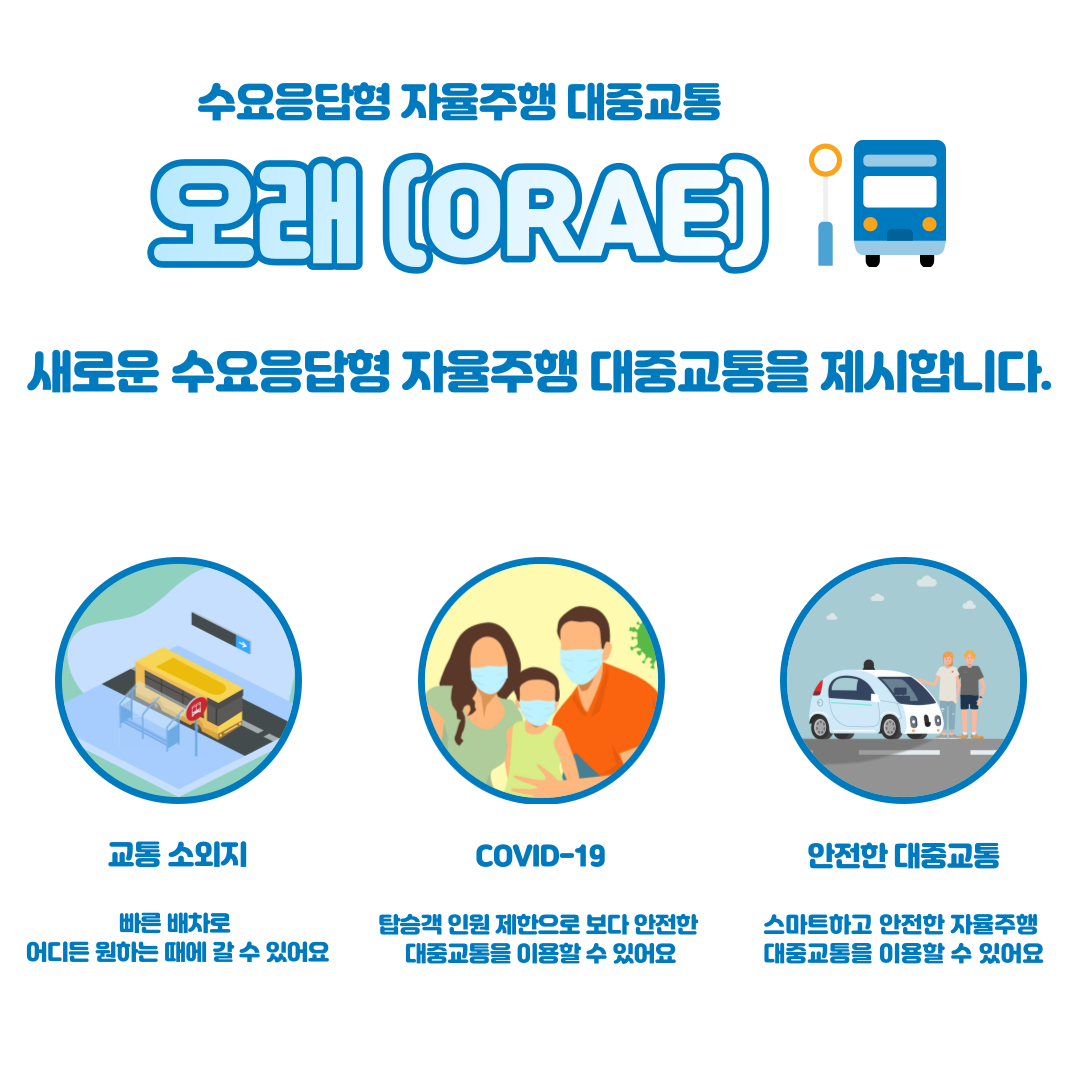 수요응답형 자율주행 대중교통
오래 (ORAE)
새로운 수요응답형 자율주행 대중교통을 제시합니다.
교통 소외지
빠른 배차로
어디든 원하는 때에 갈 수 있어요
COVID-19
탑승객 인원 제한으로 보다 안전한
대중교통을 이용할 수 있어요
안전한 대중교통
스마트하고 안전한 자율주행
대중교통을 이용할 수 있어요